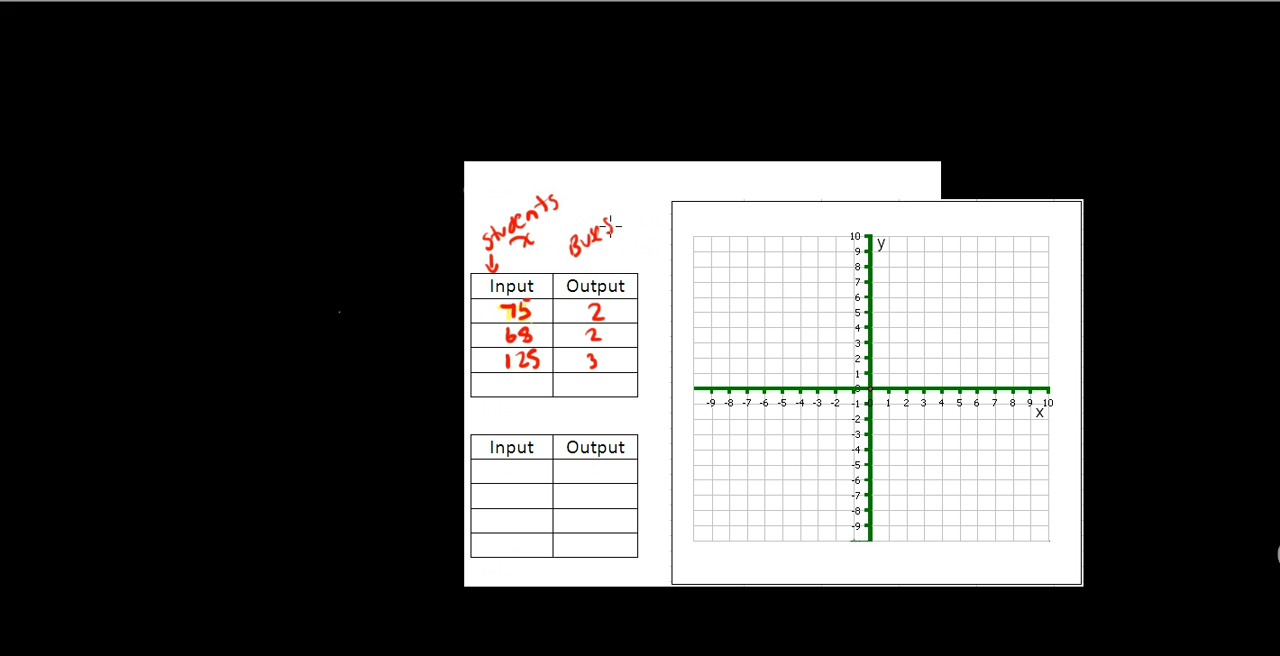 students
x
Buses
Input Output
75 2
68 2
125 3
Input Output
y
10
9
8
7
6
5
4
3
2
1
0
-9 -8 -7 -6 -5 -4 -3 -2 -1 0 1 2 3 4 5 6 7 8 9 10
x
-2
-3
-4
-5
-6
-7
-8
-9